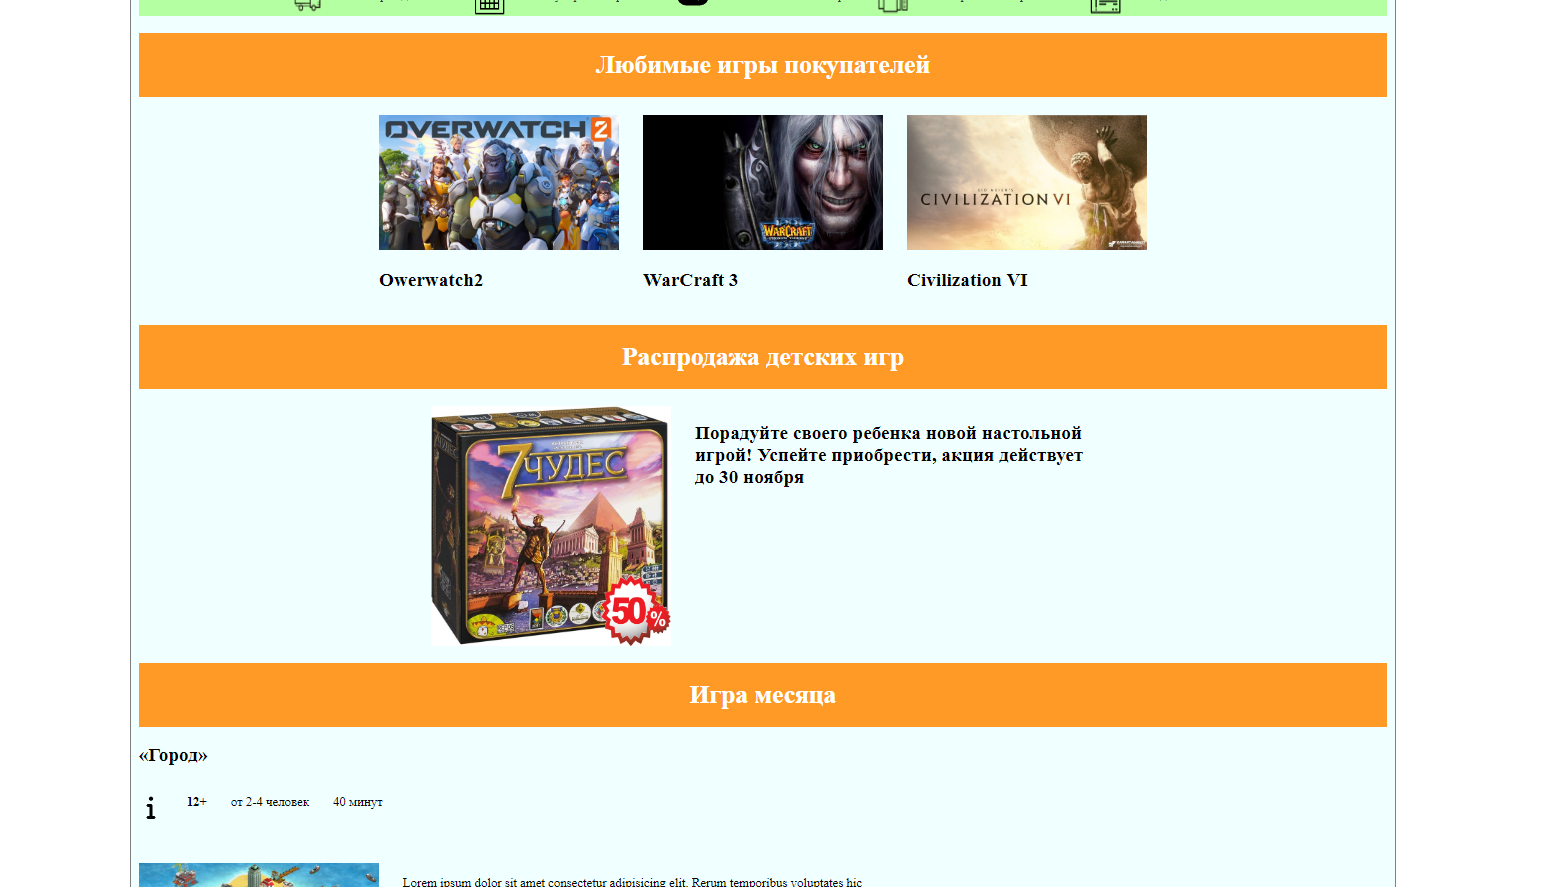 Любимые игры покупателей
OVERWATCH 2
WARCRAFT
III
CIVILIZATION VI
Owerwatch2
WarCraft 3
Civilization VI
Распродажа детских игр
7 ЧУДЕС
50%
Порадуйте своего ребенка новой настольной
игрой! Успейте приобрести, акция действует
до 30 ноября
Игра месяца
«Город»
i
12+
от 2-4 человек
40 минут
Lorem ipsum dolor sit amet consectetur adipisicing elit. Rerum temporibus voluptates hic